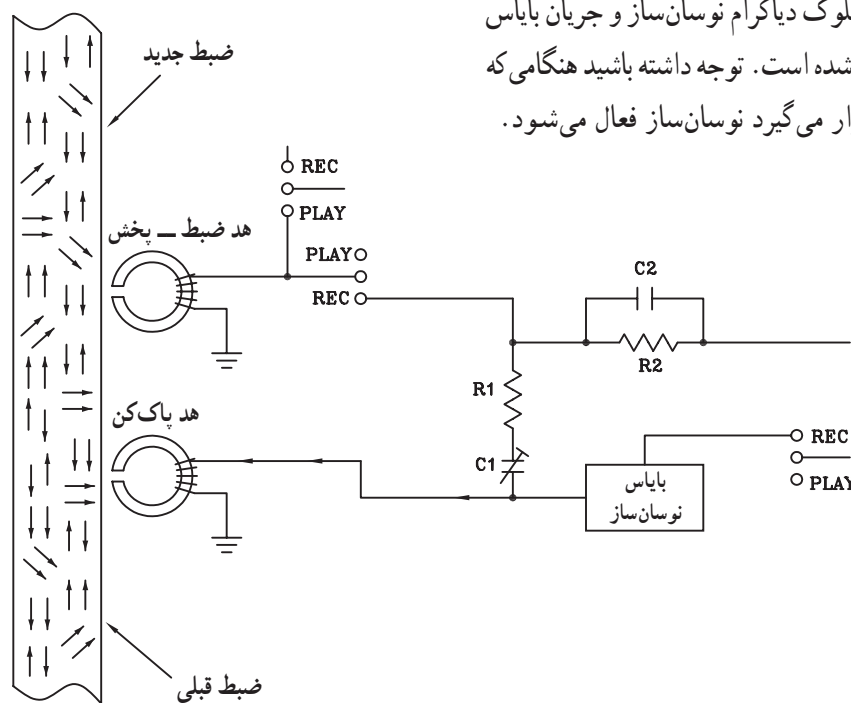 لوک دیاگرام نوسان‌ساز و جریان بایاس
شده است. توجه داشته باشید هنگامی‌که
ار می‌گیرد نوسان‌ساز فعال می‌شود.
ضبط جدید
REC
PLAY
هد ضبط ــ پخش
PLAY
REC
C2
R2
R1
هد پاک‌کن
C1
بایاس
نوسان‌ساز
REC
PLAY
ضبط قبلی